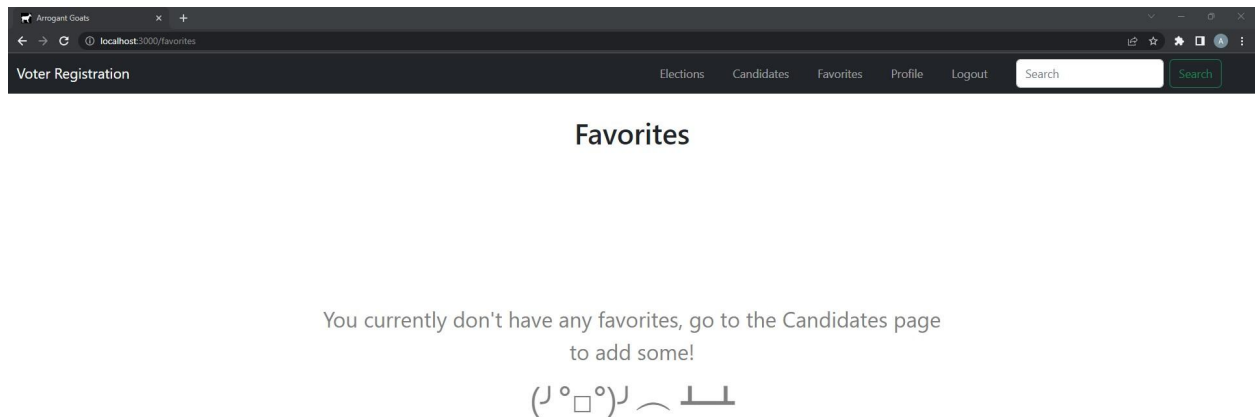 Arrogant Goats
localhost:3000/favorites
A
Voter Registration Elections Candidates Favorites Profile Logout Search Search
Favorites
You currently don't have any favorites, go to the Candidates page
to add some!
(╯°□°)╯︵ ┻━┻